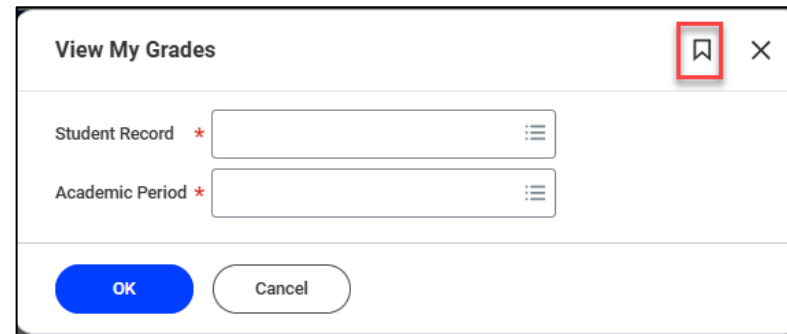 View My Grades
Student Record *
Academic Period *
OK Cancel